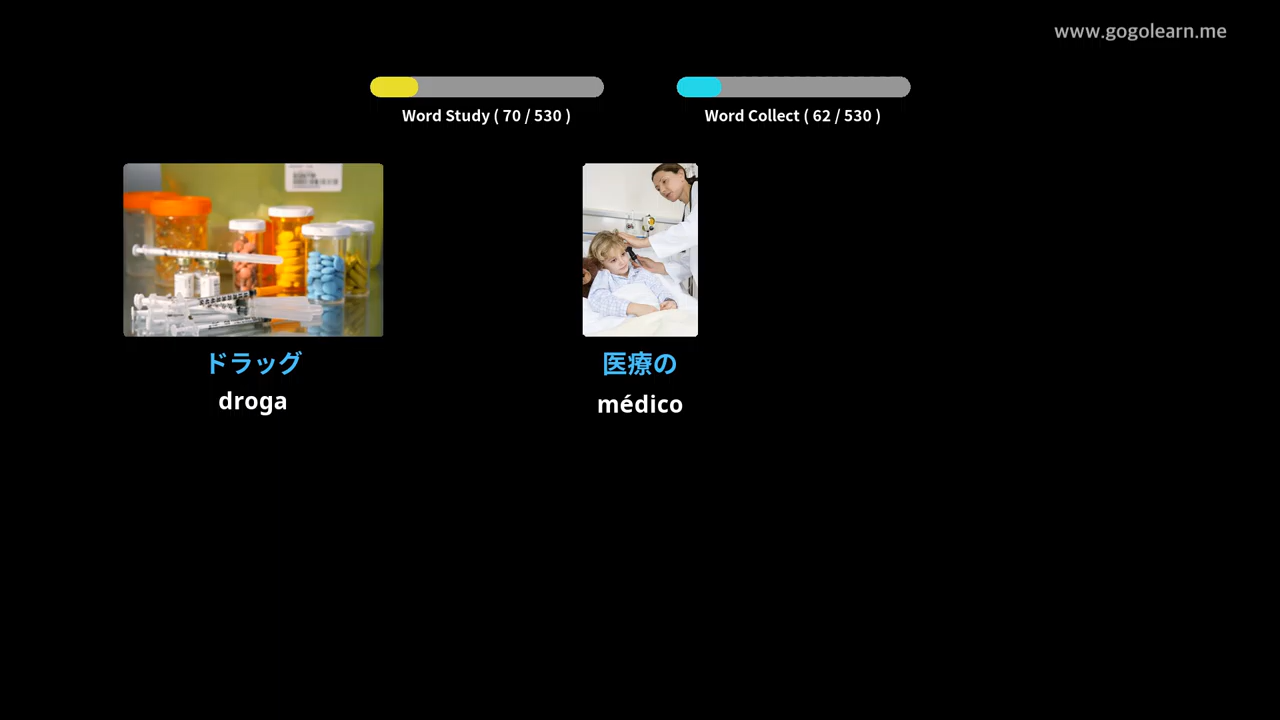 www.gogolearn.me
Word Study ( 70 / 530 )
Word Collect ( 62 / 530 )
ドラッグ
droga
医療の
médico